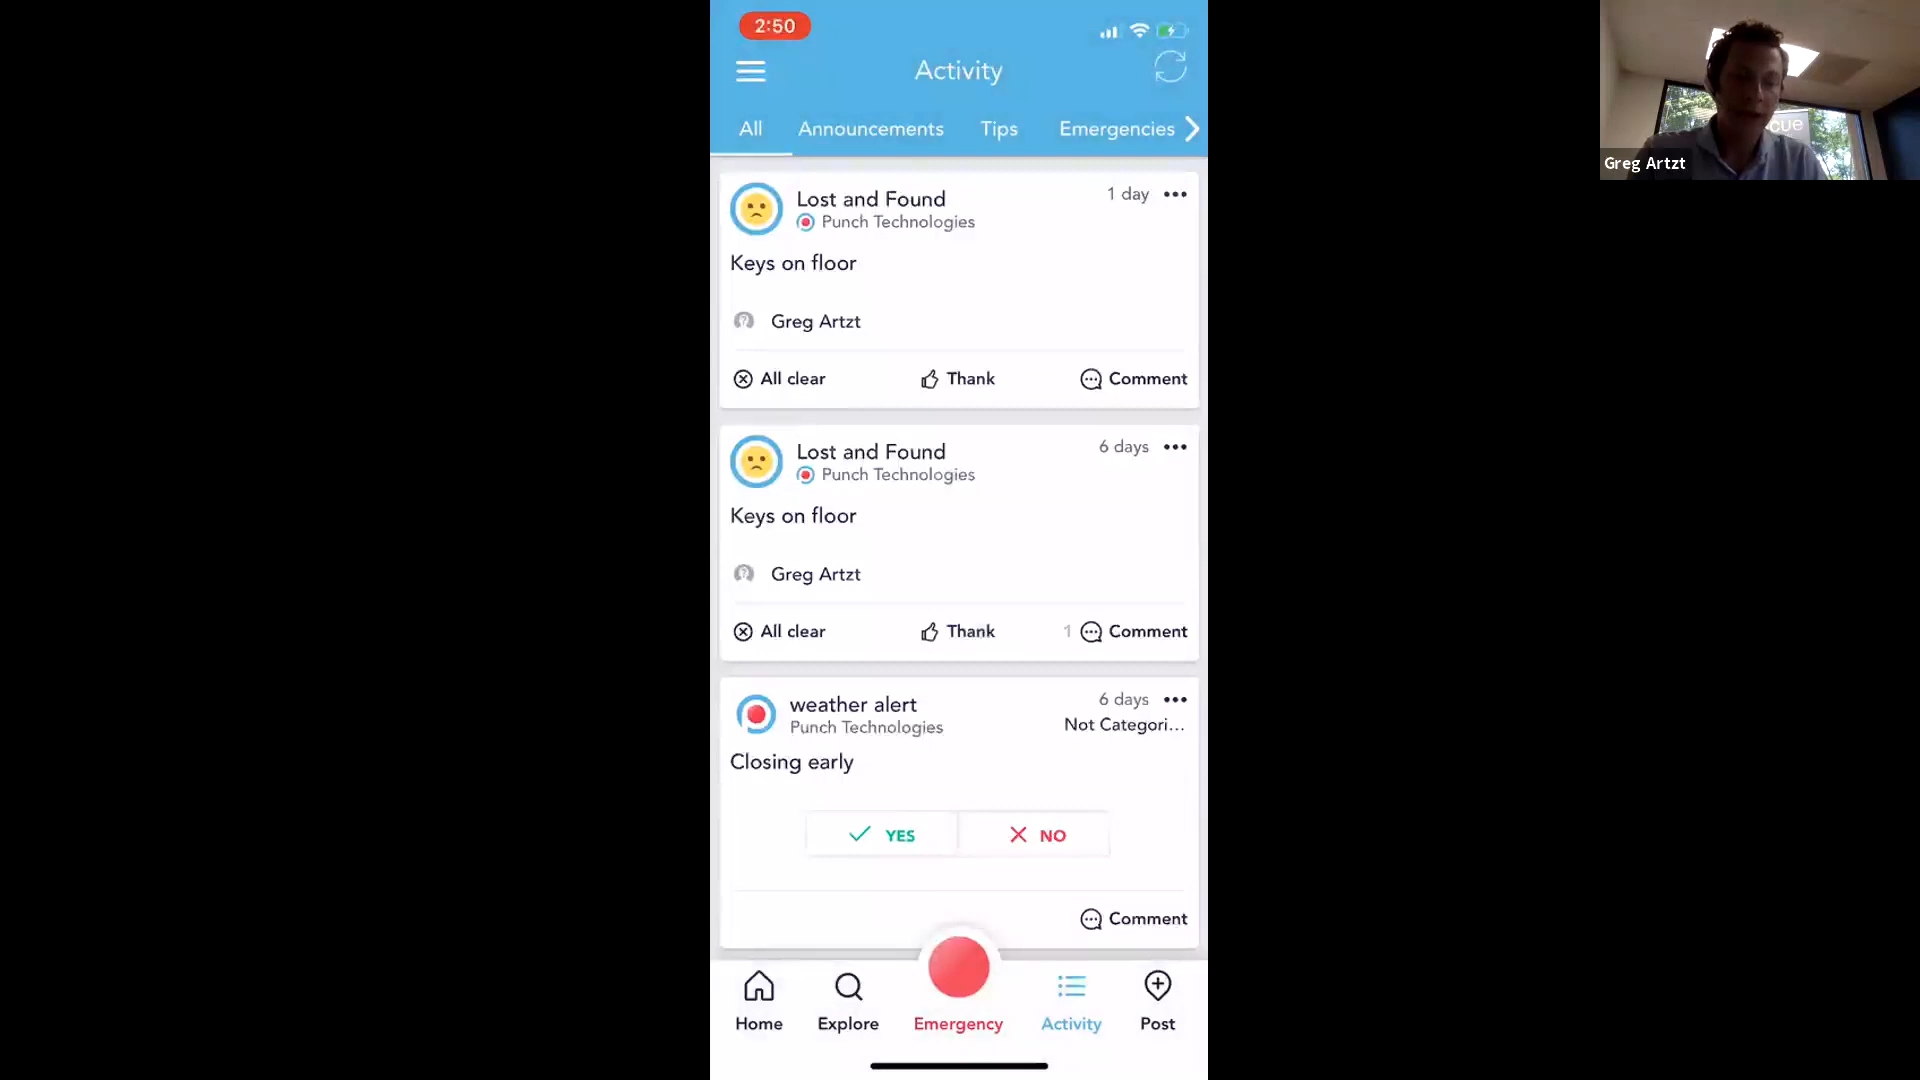 2:50
Activity
All Announcements Tips Emergencies
Lost and Found
1 day
Punch Technologies
Keys on floor
Greg Artzt
All clear Thank Comment
Lost and Found
6 days
Punch Technologies
Keys on floor
Greg Artzt
All clear Thank 1 Comment
weather alert
6 days
Punch Technologies
Not Categori...
Closing early
YES NO
Comment
Home Explore Emergency Activity Post
cue
Greg Artzt